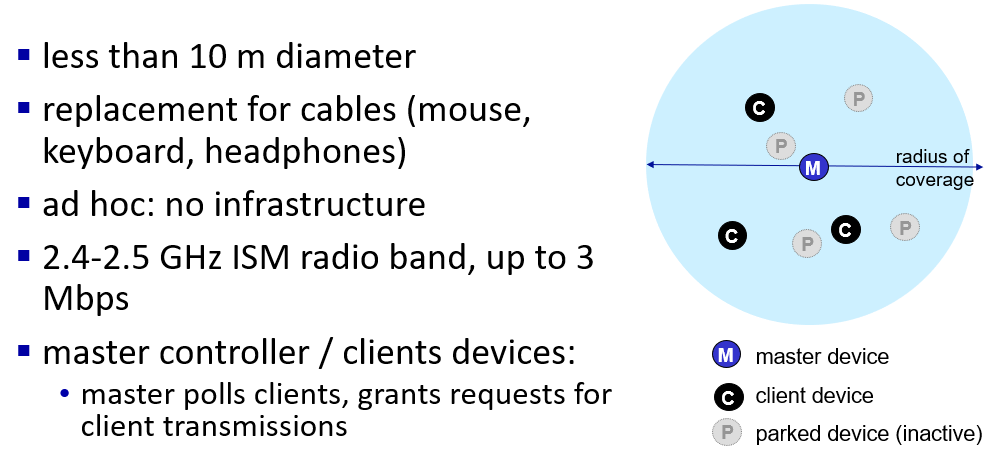 less than 10 m diameter
replacement for cables (mouse,
keyboard, headphones)
ad hoc: no infrastructure
2.4-2.5 GHz ISM radio band, up to 3
Mbps
master controller / clients devices:
master polls clients, grants requests for
client transmissions
C
P
P
M
radius of
coverage
C
P
C
P
M master device
C client device
P parked device (inactive)